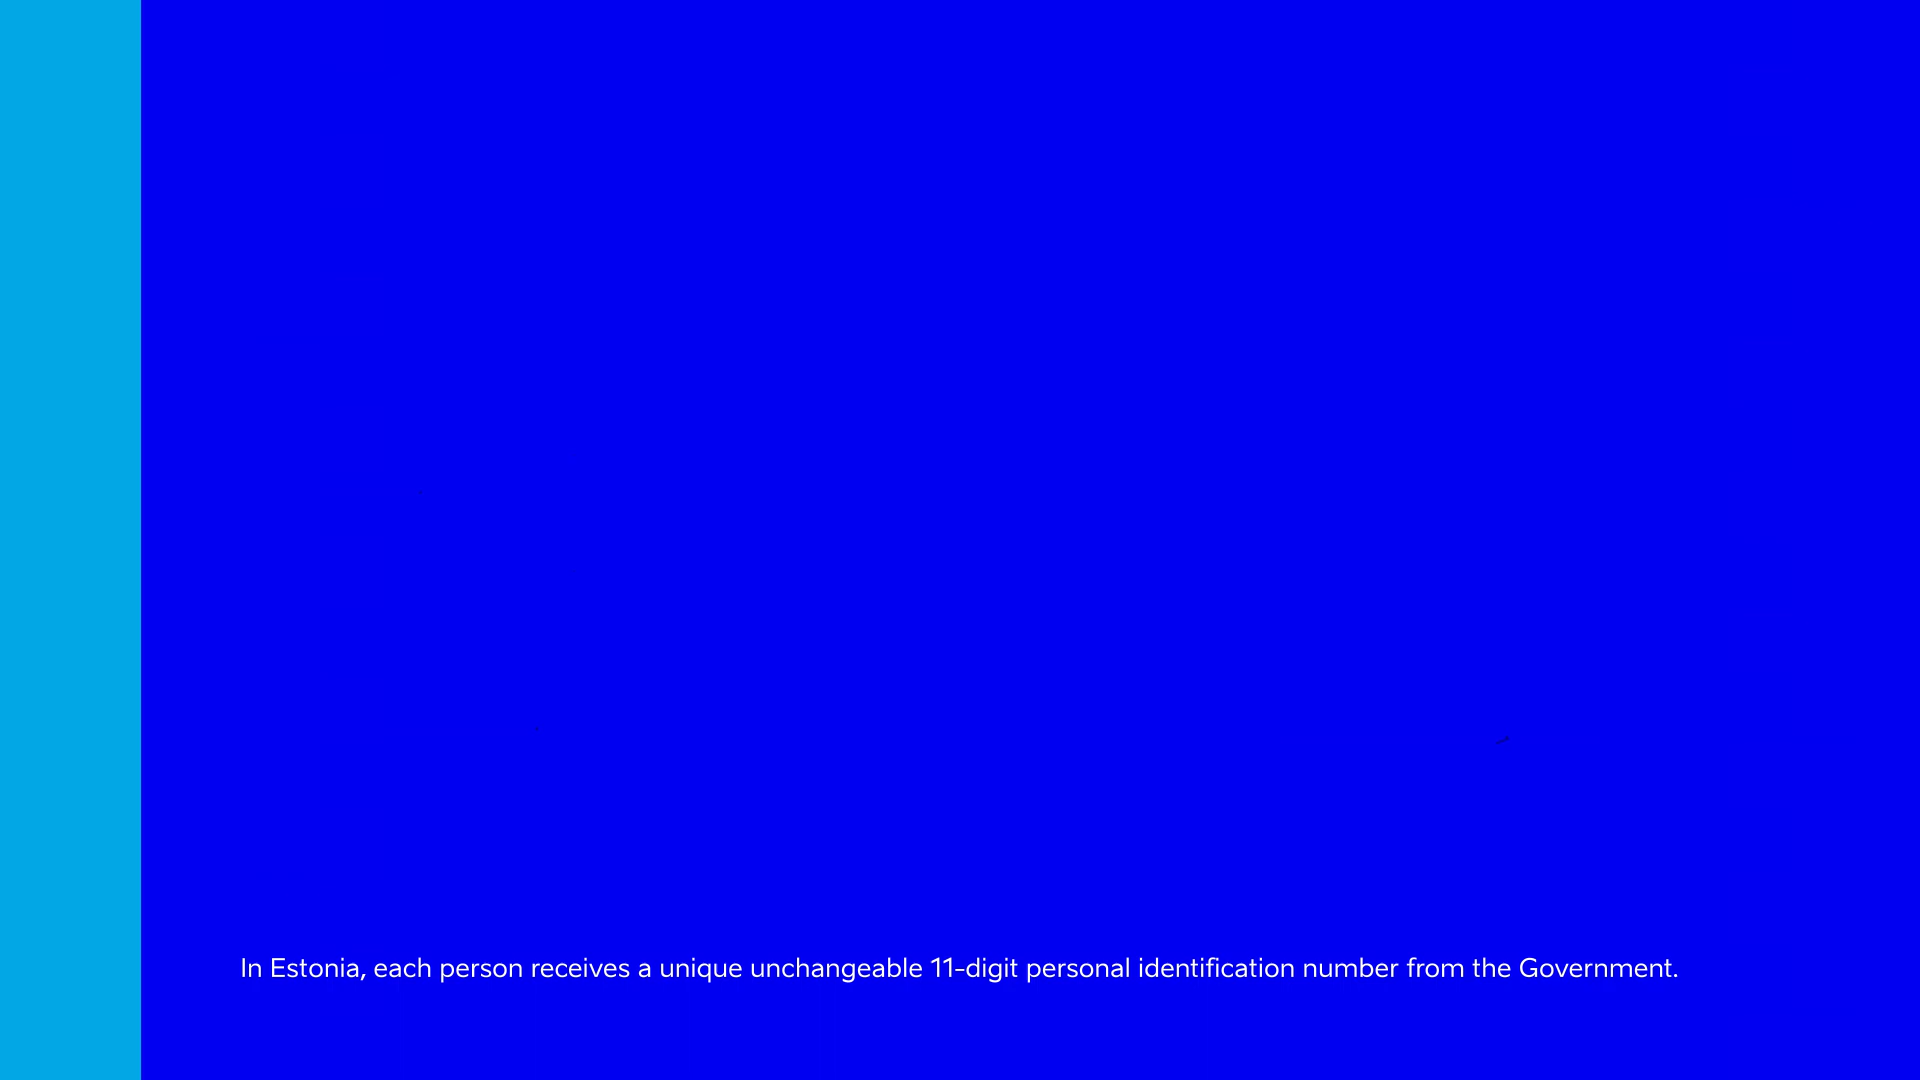 In Estonia, each person receives a unique unchangeable 11-digit personal identification number from the Government.